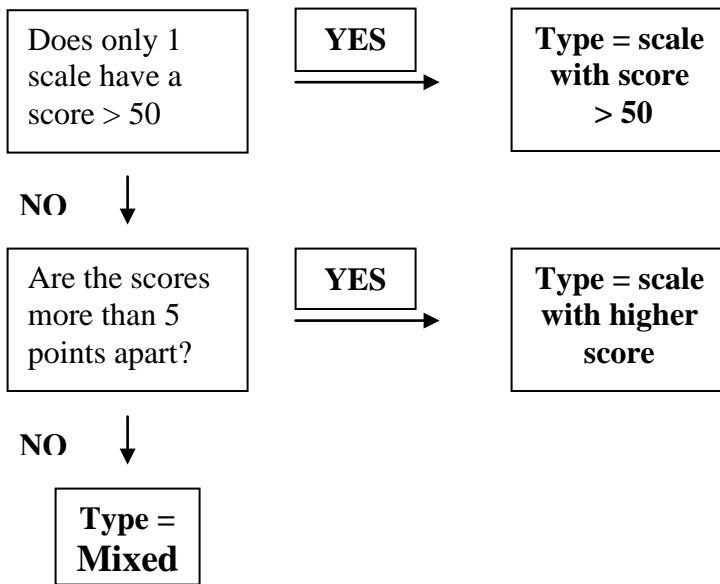 Does only 1
scale have a
score > 50
YES
Type = scale
with score
> 50
NO
Are the scores
more than 5
points apart?
YES
Type = scale
with higher
score
NO
Type =
Mixed